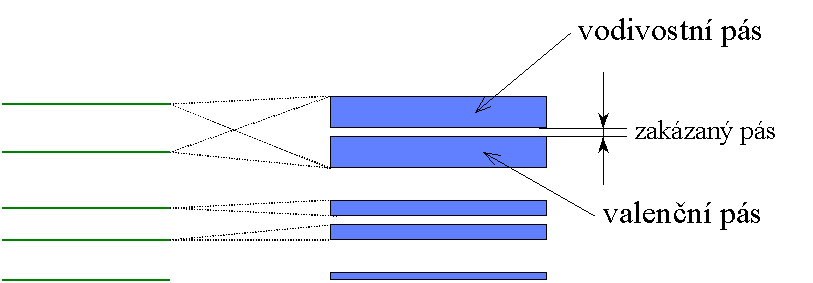 vodivostní pás
zakázaný pás
valenční pás